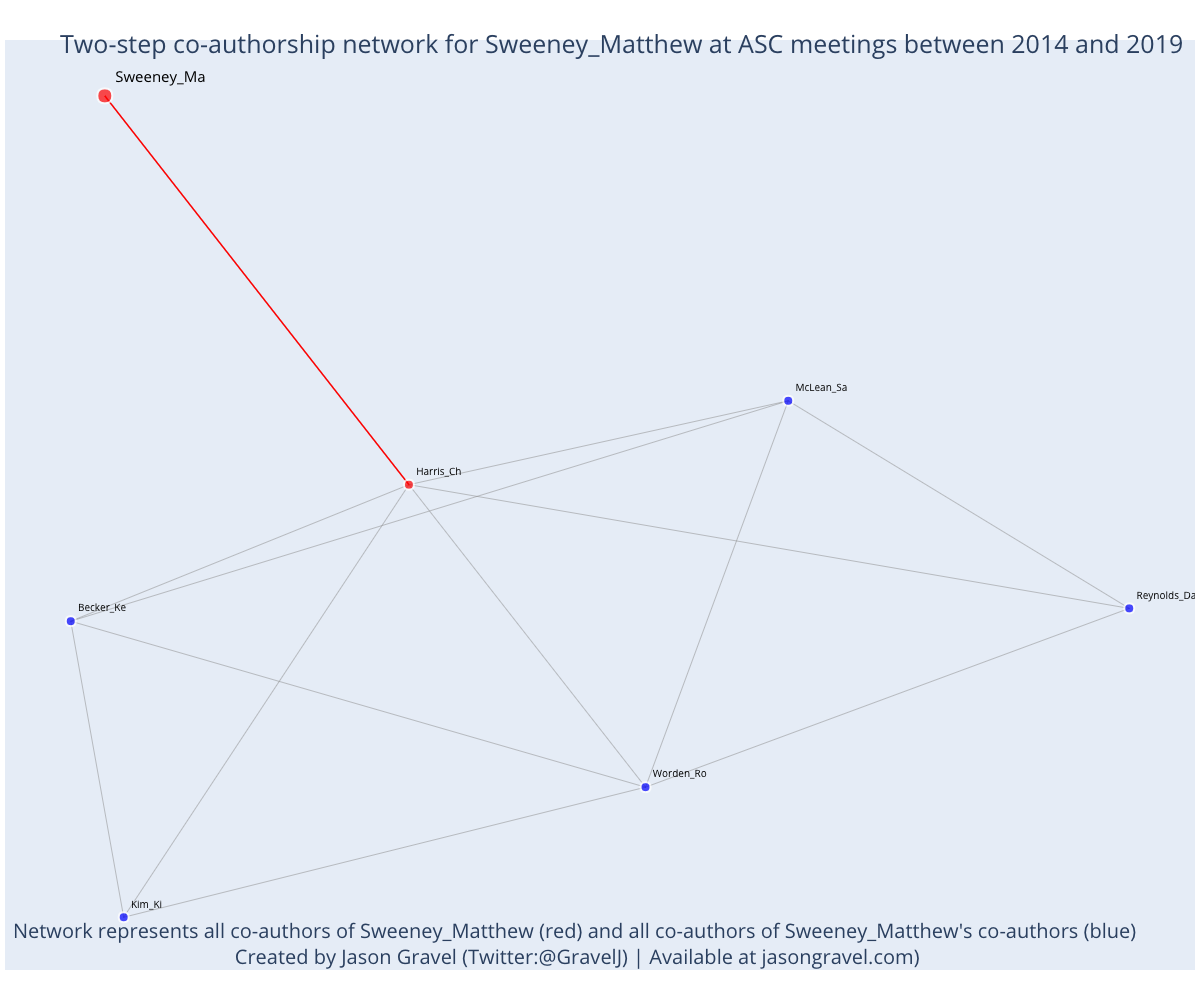 Two-step co-authorship network for Sweeney_Matthew at ASC meetings between 2014 and 2019
Sweeney_Ma
McLean_Sa
Harris_Ch
Reynolds_Da
Becker_Ke
Worden_Ro
Kim_Ki
Network represents all co-authors of Sweeney_Matthew (red) and all co-authors of Sweeney_Matthew's co-authors (blue)
Created by Jason Gravel (Twitter:@GravelJ) | Available at jasongravel.com)